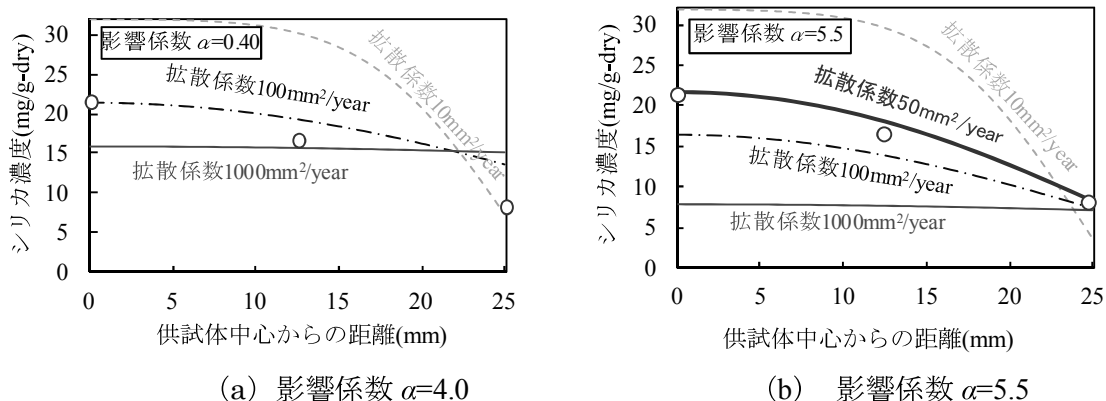 シリカ濃度(mg/g-dry)
30
25
20
15
10
5
0
影響係数 α=0.40
拡散係数10mm²/year
拡散係数100mm²/year
拡散係数1000mm²/year
0 5 10 15 20 25
供試体中心からの距離(mm)
(a) 影響係数 α=4.0
シリカ濃度(mg/g-dry)
30
25
20
15
10
5
0
影響係数 α=5.5
拡散係数10mm²/year
拡散係数50mm²/year
拡散係数100mm²/year
拡散係数1000mm²/year
0 5 10 15 20 25
供試体中心からの距離(mm)
(b) 影響係数 α=5.5